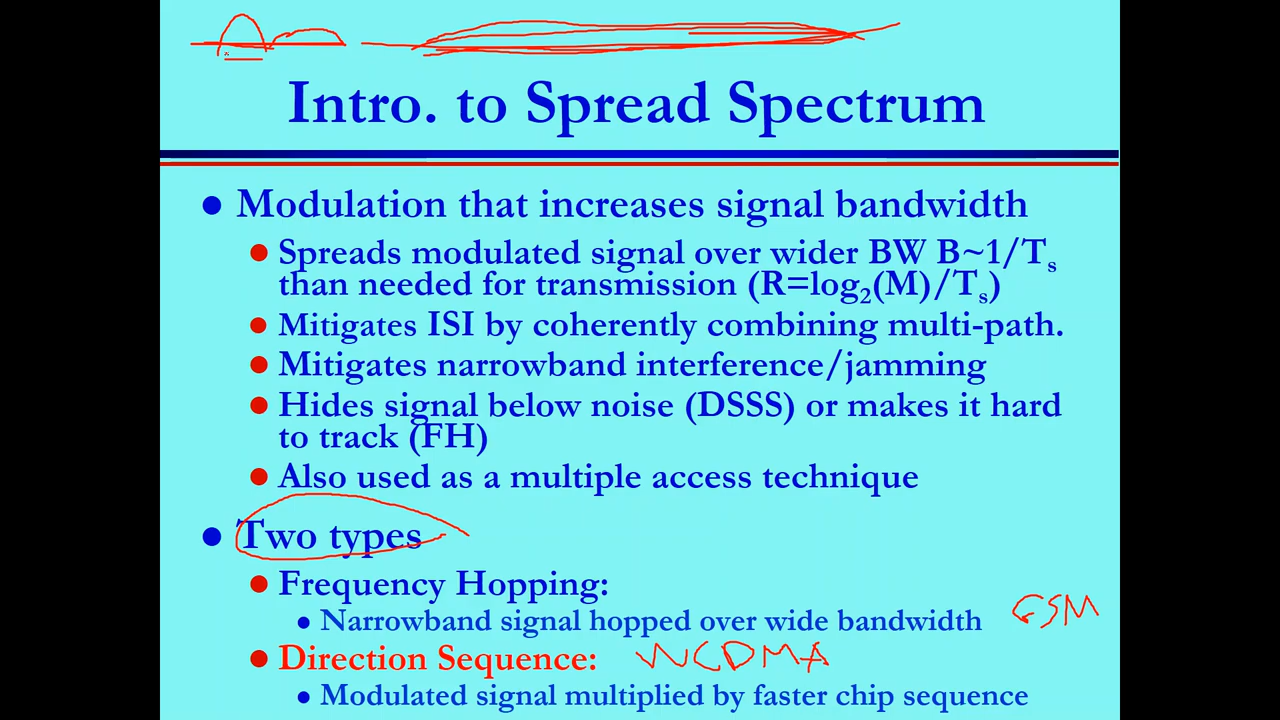 Intro. to Spread Spectrum
● Modulation that increases signal bandwidth
● Spreads modulated signal over wider BW B~1/Ts
than needed for transmission (R=log2(M)/Ts)
● Mitigates ISI by coherently combining multi-path.
● Mitigates narrowband interference/jamming
● Hides signal below noise (DSSS) or makes it hard
to track (FH)
● Also used as a multiple access technique
● Two types
● Frequency Hopping:
● Narrowband signal hopped over wide bandwidth GSM
● Direction Sequence: WCDMA
● Modulated signal multiplied by faster chip sequence